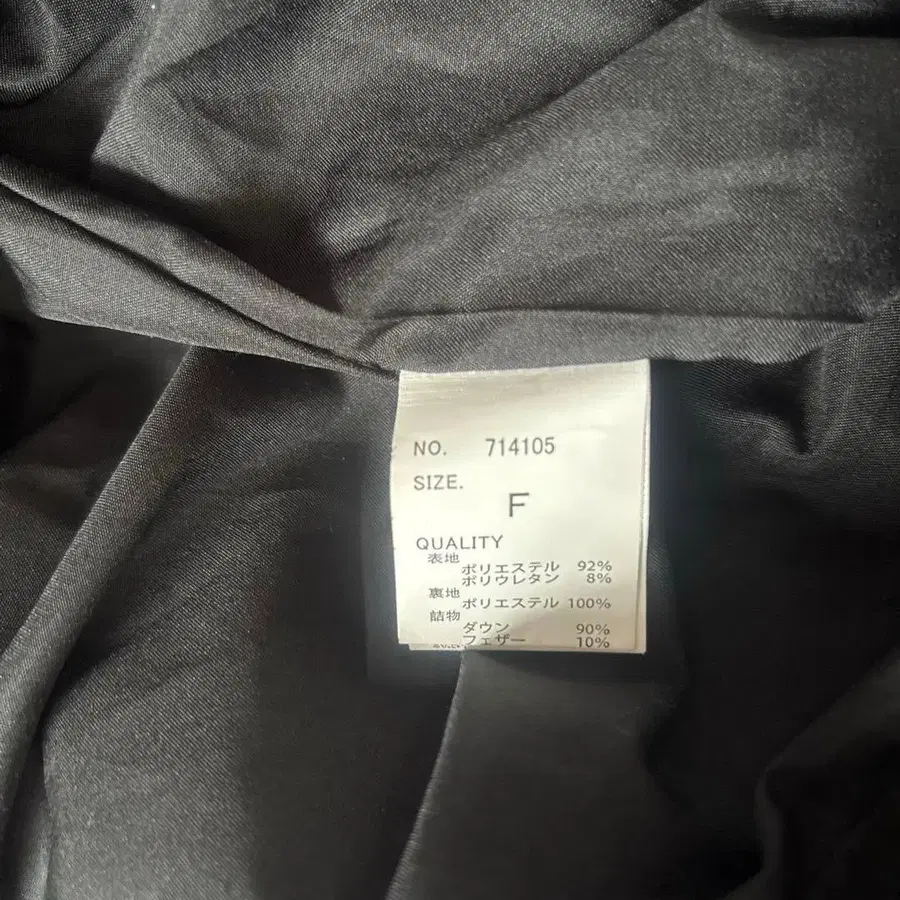 NO. 714105
SIZE.
F
QUALITY
表地
ポリエステル 92%
ポリウレタン 8%
裏地
ポリエステル 100%
詰物
ダウン 90%
フェザー 10%